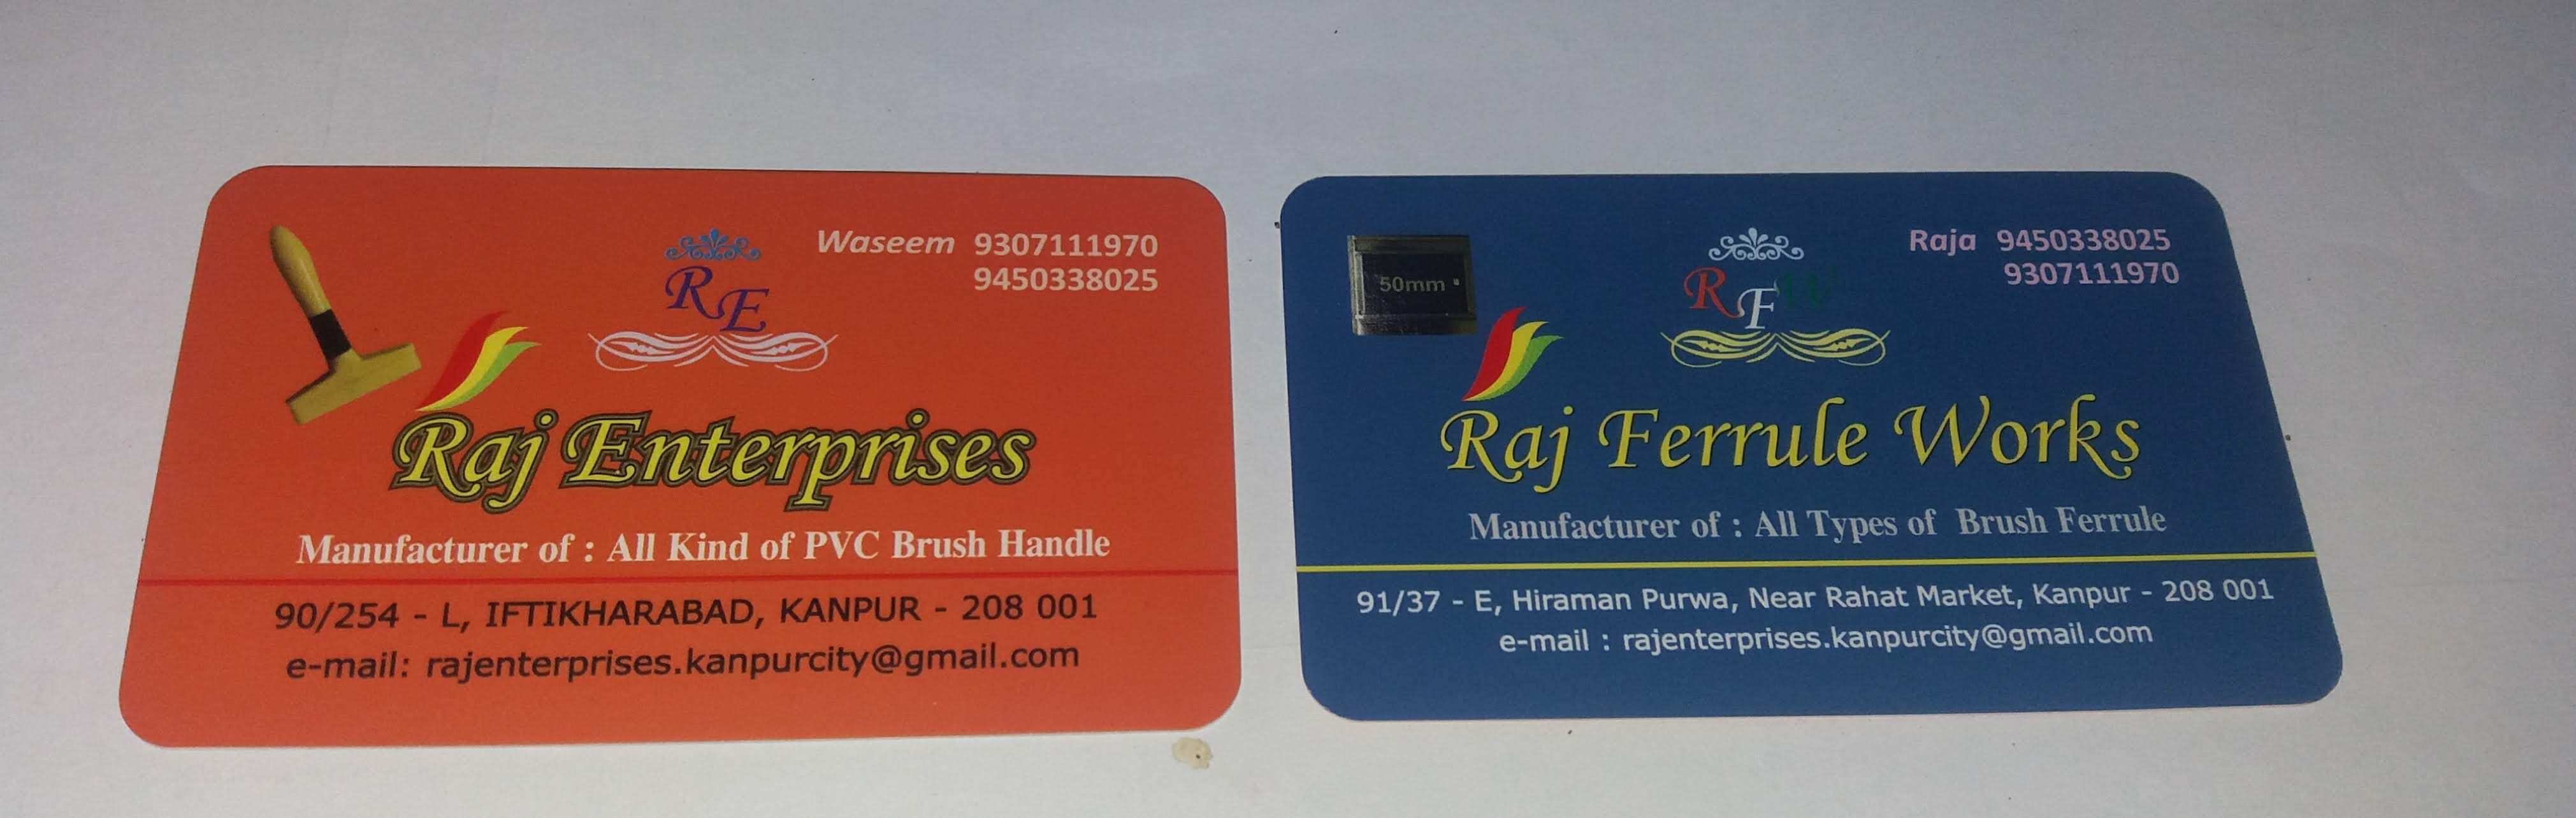 Waseem 9307111970
9450338025
R E
Raj Enterprises
Manufacturer of : All Kind of PVC Brush Handle
90/254 - L, IFTIKHARABAD, KANPUR - 208 001
e-mail: rajenterprises.kanpurcity@gmail.com
50mm
Raja 9450338025
9307111970
R F W
Raj Ferrule Works
Manufacturer of : All Types of Brush Ferrule
91/37 - E, Hiraman Purwa, Near Rahat Market, Kanpur - 208 001
e-mail : rajenterprises.kanpurcity@gmail.com